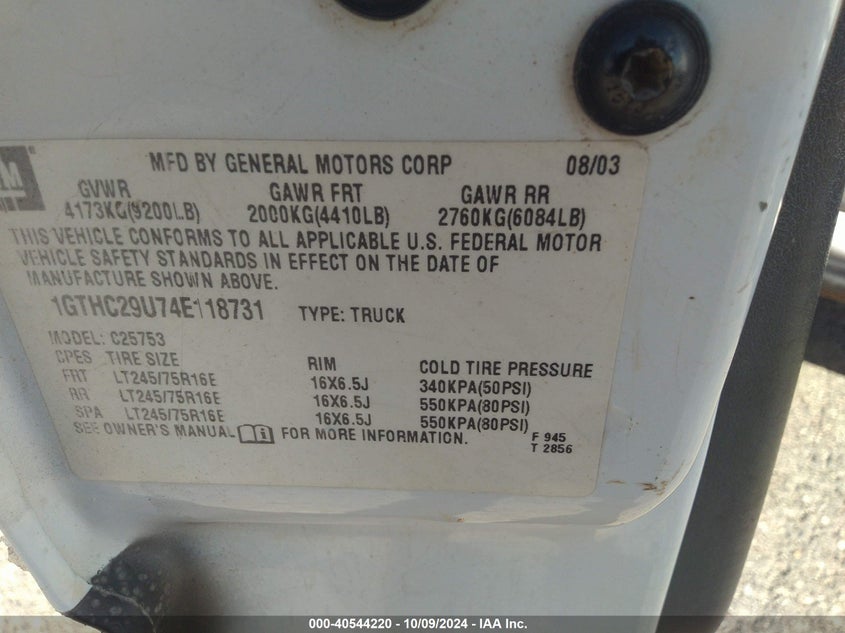 GM
MFD BY GENERAL MOTORS CORP 08/03
GVWR GAWR FRT GAWR RR
4173KG(9200LB) 2000KG(4410LB) 2760KG(6084LB)
THIS VEHICLE CONFORMS TO ALL APPLICABLE U.S. FEDERAL MOTOR
VEHICLE SAFETY STANDARDS IN EFFECT ON THE DATE OF
MANUFACTURE SHOWN ABOVE.
1GTHC29U74E118731 TYPE: TRUCK
MODEL: C25753
CPES TIRE SIZE RIM COLD TIRE PRESSURE
FRT LT245/75R16E 16X6.5J 340KPA(50PSI)
RR LT245/75R16E 16X6.5J 550KPA(80PSI)
SPA LT245/75R16E 16X6.5J 550KPA(80PSI)
SEE OWNER'S MANUAL FOR MORE INFORMATION.
F 945
T 2856
000-40544220 - 10/09/2024 - IAA Inc.